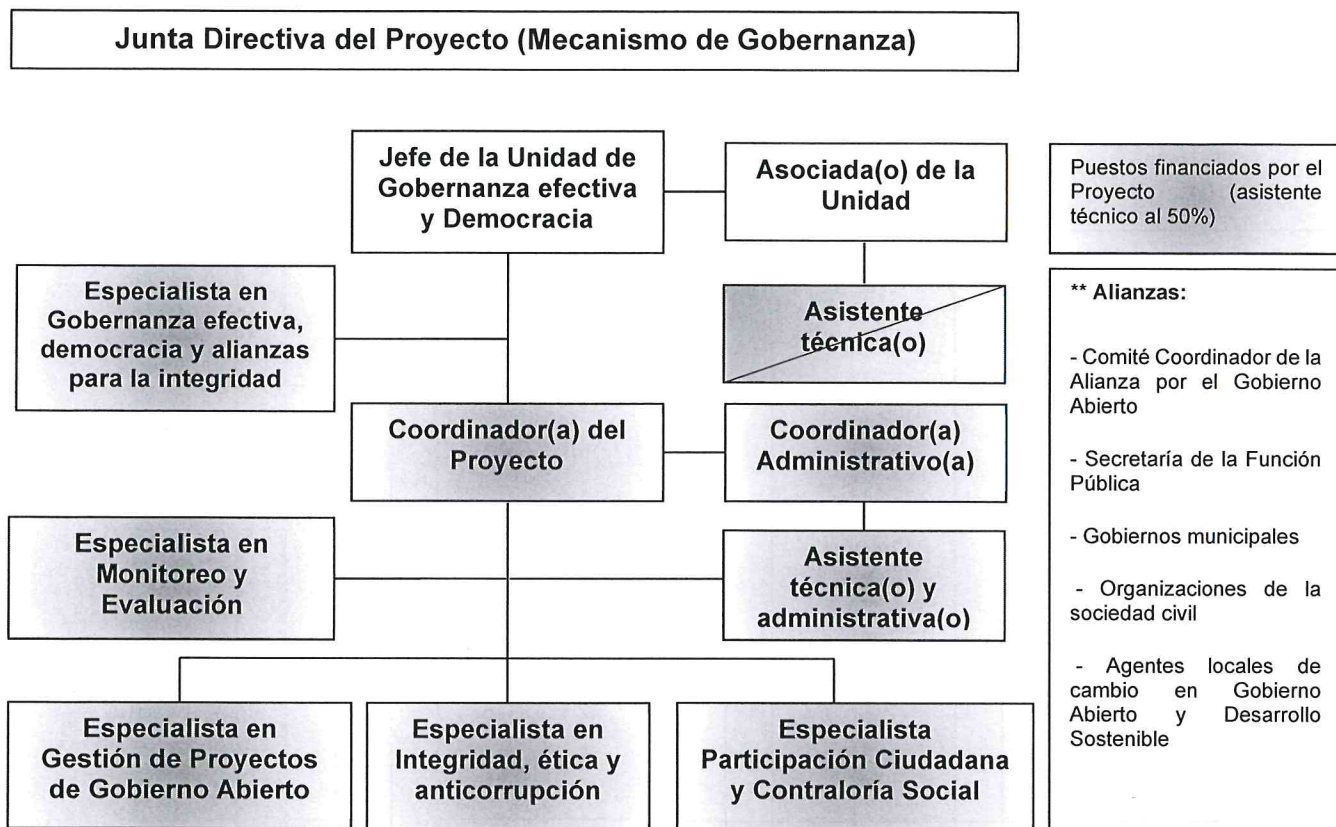 Junta Directiva del Proyecto (Mecanismo de Gobernanza)
Jefe de la Unidad de
Gobernanza efectiva
y Democracia
Asociada(o) de la
Unidad
Puestos financiados por el
Proyecto (asistente
técnico al 50%)
Especialista en
Gobernanza efectiva,
democracia y alianzas
para la integridad
Asistente
técnica(o)
Coordinador(a) del
Proyecto
Coordinador(a)
Administrativo(a)
Especialista en
Monitoreo y
Evaluación
Asistente
técnica(o) y
administrativa(o)
Especialista en
Gestión de Proyectos
de Gobierno Abierto
Especialista en
Integridad, ética y
anticorrupción
Especialista
Participación Ciudadana
y Contraloría Social
** Alianzas:
- Comité Coordinador de la
Alianza por el Gobierno
Abierto
- Secretaría de la Función
Pública
- Gobiernos municipales
- Organizaciones de la
sociedad civil
- Agentes locales de
cambio en Gobierno
Abierto y Desarrollo
Sostenible